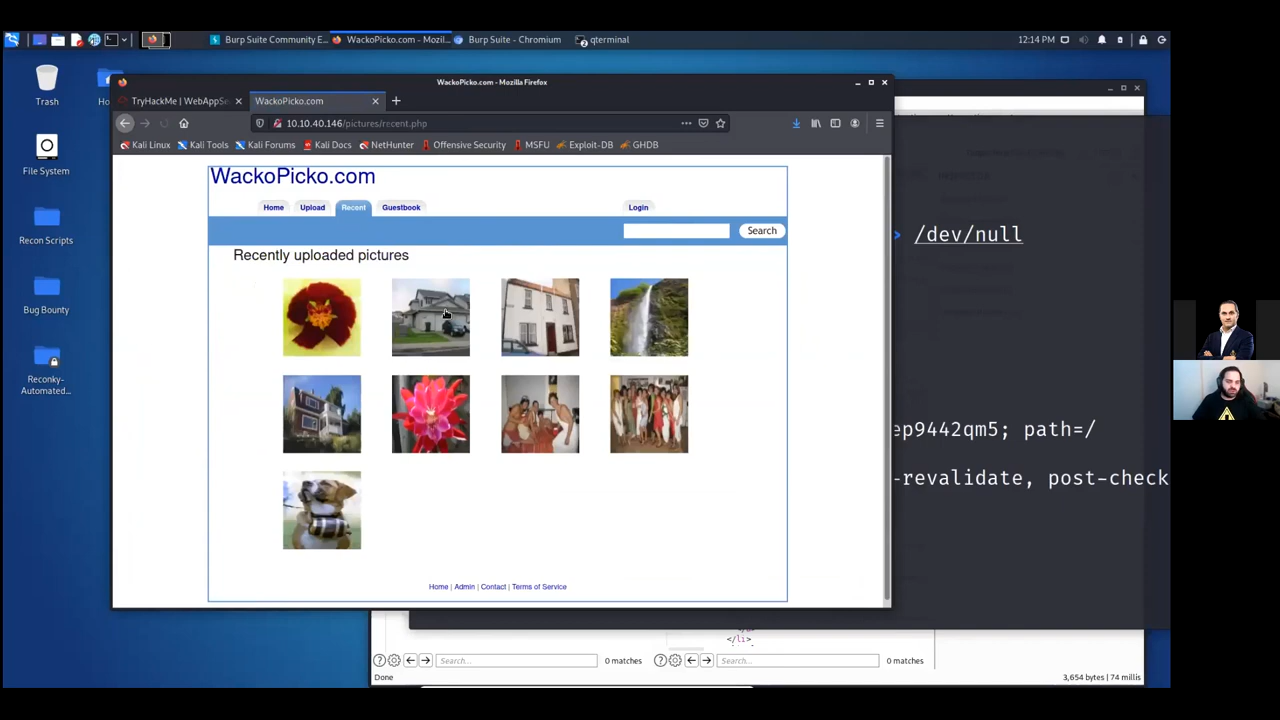 Burp Suite Community E...
WackoPicko.com - Mozil...
Burp Suite - Chromium
qterminal
12:14 PM
WackoPicko.com - Mozilla Firefox
Trash
TryHackMe | WebAppSe
WackoPicko.com
10.10.40.146/pictures/recent.php
Kali Linux
Kali Tools
Kali Forums
Kali Docs
NetHunter
Offensive Security
MSFU
Exploit-DB
GHDB
File System
WackoPicko.com
Home
Upload
Recent
Guestbook
Login
Search
/dev/null
Recon Scripts
Recently uploaded pictures
Bug Bounty
Reconky-
Automated...
ep9442qm5; path=/
-revalidate, post-check
Home | Admin | Contact | Terms of Service
</li>
Search...
0 matches
Search...
0 matches
Done
3,654 bytes | 74 millis